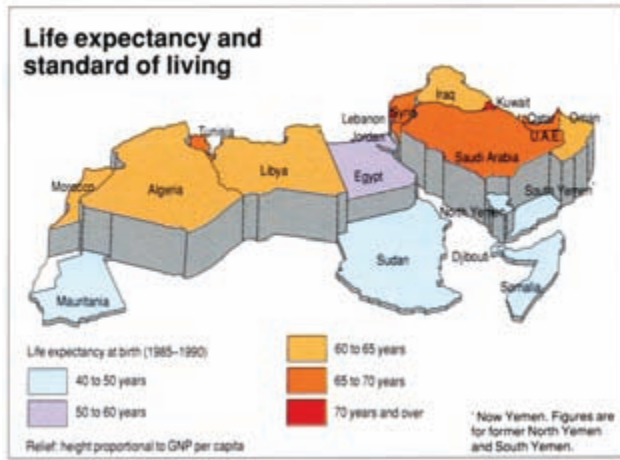 Life expectancy and
standard of living
Iraq
Kuwait
Lebanon
Syria
Qatar
Oman
Tunisia
Jorden
U.A.E.
Libya
Saudi Arabia
Morocco
Algeria
Egypt
South Yemen*
North Yemen
Sudan
Djibouti
Mauritania
Somalia
Life expectancy at birth (1985–1990)
40 to 50 years
50 to 60 years
60 to 65 years
65 to 70 years
70 years and over
Relief: height proportional to GNP per capita
* Now Yemen. Figures are
for former North Yemen
and South Yemen.